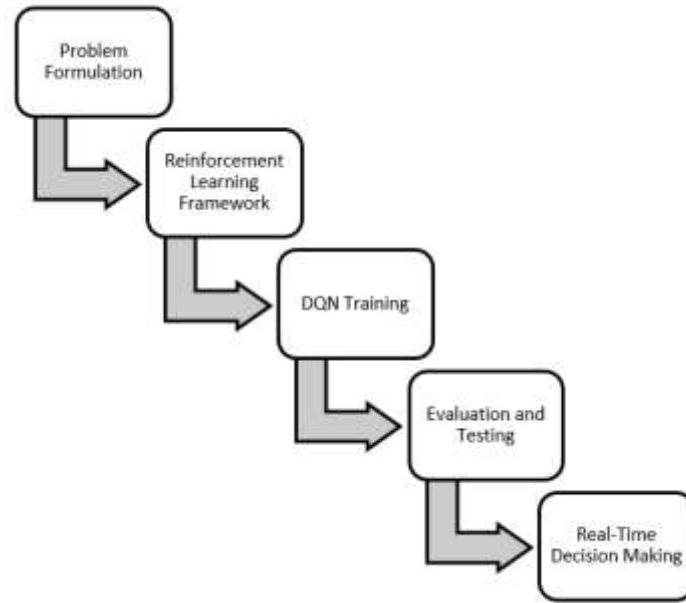 Problem
Formulation
Reinforcement
Learning
Framework
DQN Training
Evaluation and
Testing
Real-Time
Decision Making